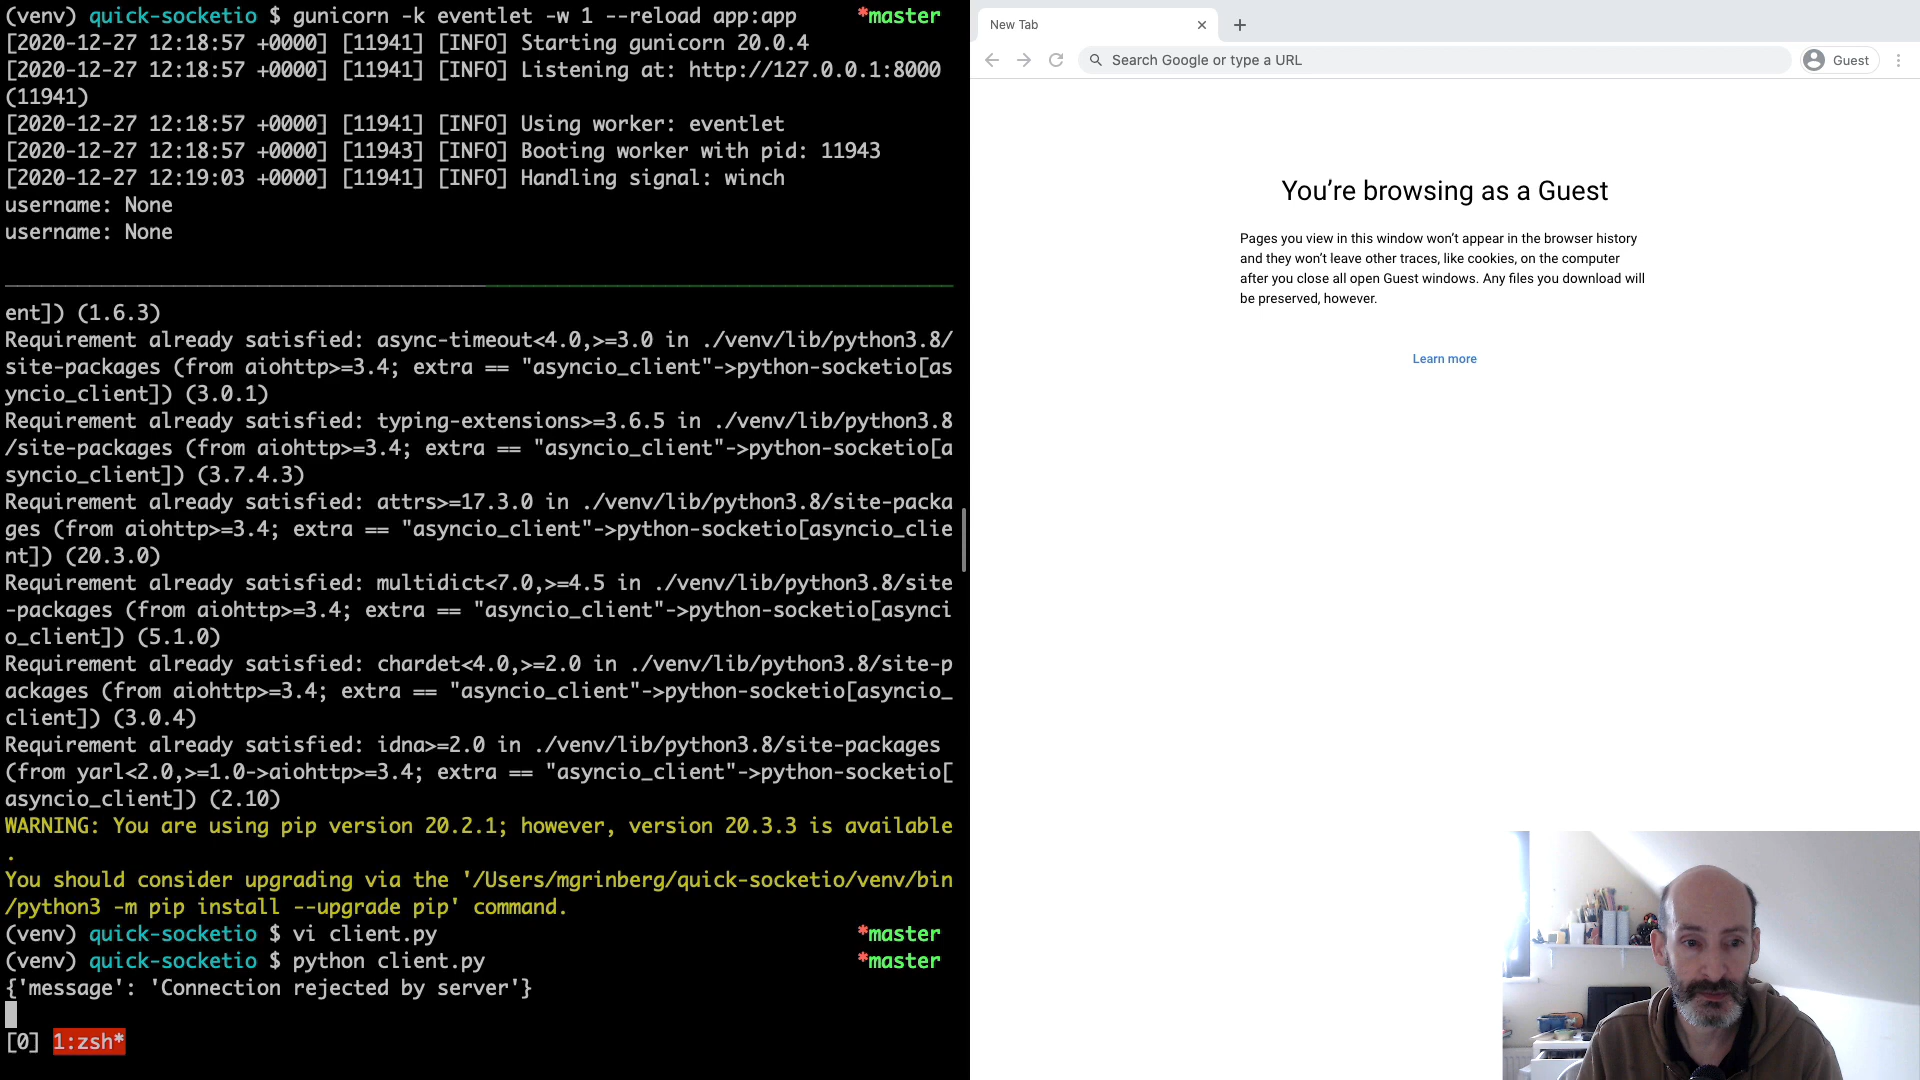 (venv) quick-socketio $ gunicorn -k eventlet -w 1 --reload app:app *master
[2020-12-27 12:18:57 +0000] [11941] [INFO] Starting gunicorn 20.0.4
[2020-12-27 12:18:57 +0000] [11941] [INFO] Listening at: http://127.0.0.1:8000
(11941)
[2020-12-27 12:18:57 +0000] [11941] [INFO] Using worker: eventlet
[2020-12-27 12:18:57 +0000] [11943] [INFO] Booting worker with pid: 11943
[2020-12-27 12:19:03 +0000] [11941] [INFO] Handling signal: winch
username: None
username: None
ent]) (1.6.3)
Requirement already satisfied: async-timeout<4.0,>=3.0 in ./venv/lib/python3.8/
site-packages (from aiohttp>=3.4; extra == "asyncio_client"->python-socketio[as
yncio_client]) (3.0.1)
Requirement already satisfied: typing-extensions>=3.6.5 in ./venv/lib/python3.8
/site-packages (from aiohttp>=3.4; extra == "asyncio_client"->python-socketio[a
syncio_client]) (3.7.4.3)
Requirement already satisfied: attrs>=17.3.0 in ./venv/lib/python3.8/site-packa
ges (from aiohttp>=3.4; extra == "asyncio_client"->python-socketio[asyncio_clie
nt]) (20.3.0)
Requirement already satisfied: multidict<7.0,>=4.5 in ./venv/lib/python3.8/site
-packages (from aiohttp>=3.4; extra == "asyncio_client"->python-socketio[asynci
o_client]) (5.1.0)
Requirement already satisfied: chardet<4.0,>=2.0 in ./venv/lib/python3.8/site-p
ackages (from aiohttp>=3.4; extra == "asyncio_client"->python-socketio[asyncio_
client]) (3.0.4)
Requirement already satisfied: idna>=2.0 in ./venv/lib/python3.8/site-packages
(from yarl<2.0,>=1.0->aiohttp>=3.4; extra == "asyncio_client"->python-socketio[
asyncio_client]) (2.10)
WARNING: You are using pip version 20.2.1; however, version 20.3.3 is available
.
You should consider upgrading via the '/Users/mgrinberg/quick-socketio/venv/bin
/python3 -m pip install --upgrade pip' command.
(venv) quick-socketio $ vi client.py *master
(venv) quick-socketio $ python client.py *master
{'message': 'Connection rejected by server'}
[0] 1:zsh*
New Tab
Search Google or type a URL
Guest
You're browsing as a Guest
Pages you view in this window won't appear in the browser history
and they won't leave other traces, like cookies, on the computer
after you close all open Guest windows. Any files you download will
be preserved, however.
Learn more